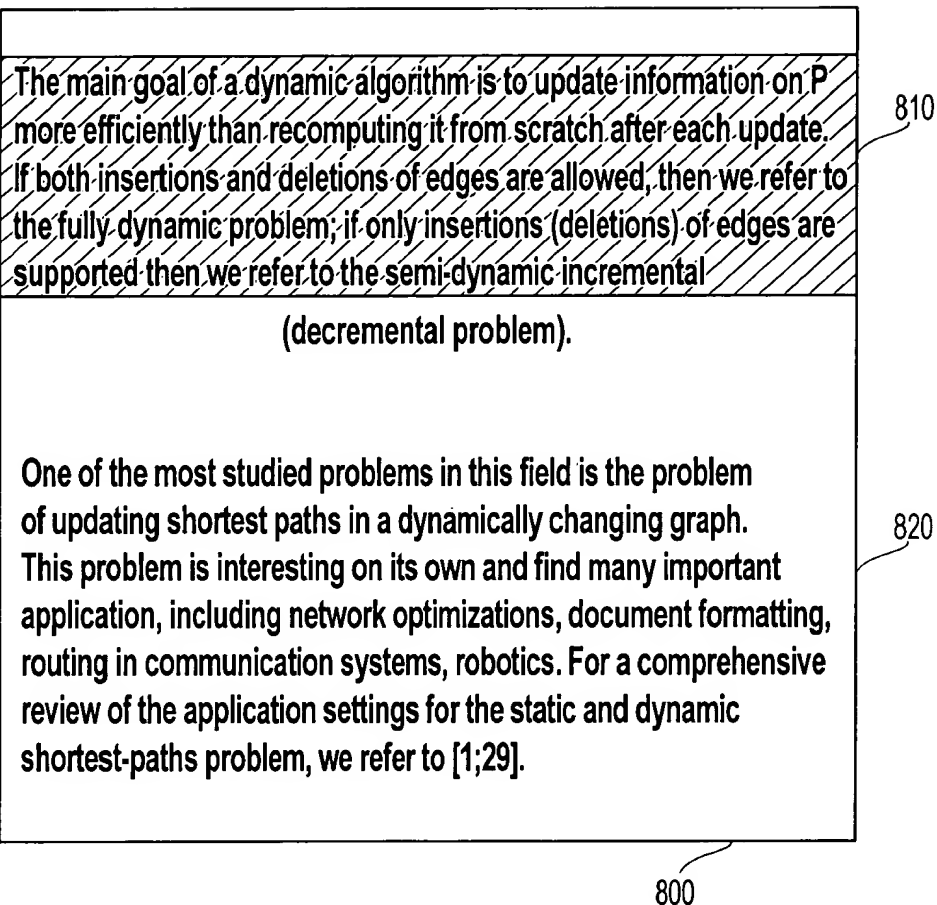 The main goal of a dynamic algorithm is to update information on P
more efficiently than recomputing it from scratch after each update.
If both insertions and deletions of edges are allowed, then we refer to
the fully dynamic problem; if only insertions (deletions) of edges are
supported then we refer to the semi-dynamic incremental
(decremental problem).
810
One of the most studied problems in this field is the problem
of updating shortest paths in a dynamically changing graph.
This problem is interesting on its own and find many important
application, including network optimizations, document formatting,
routing in communication systems, robotics. For a comprehensive
review of the application settings for the static and dynamic
shortest-paths problem, we refer to [1;29].
820
800